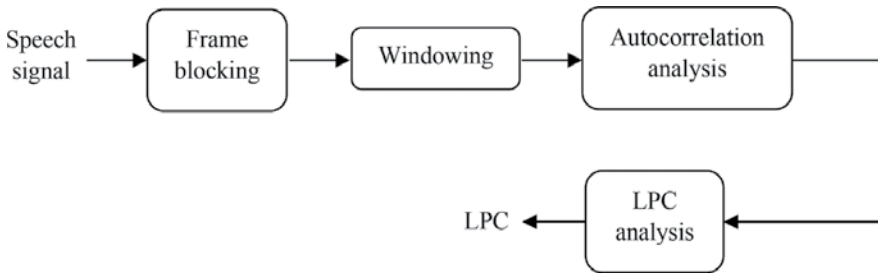 Speech
signal
Frame
blocking
Windowing
Autocorrelation
analysis
LPC
analysis
LPC